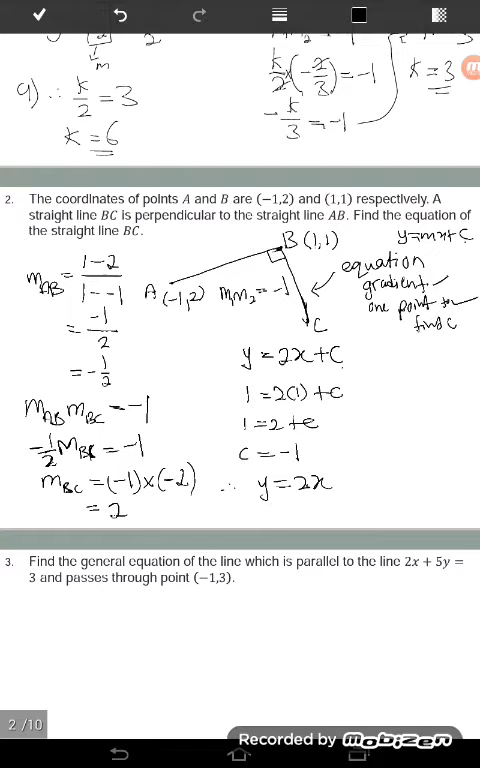 m
2
(k/2)(-2/3) = -1
k = 3
a) ∴ k/2 = 3
-k/3 = -1
k = 6
2. The coordinates of points A and B are (−1,2) and (1,1) respectively. A
straight line BC is perpendicular to the straight line AB. Find the equation of
the straight line BC.
B (1,1)
y=mx+c
m_AB = (1-2)/(1--1)
A (-1,2)
m₁m₂ = -1
equation
gradient
one point to
find c
C
= -1/2
= -1/2
y = 2x + C
m_AB m_BC = -1
1 = 2(1) + c
-1/2 m_BC = -1
1 = 2 + c
m_BC = (-1) x (-2)
c = -1
= 2
∴ y = 2x
3. Find the general equation of the line which is parallel to the line 2x + 5y =
3 and passes through point (−1,3).
2 /10
Recorded by mobizen